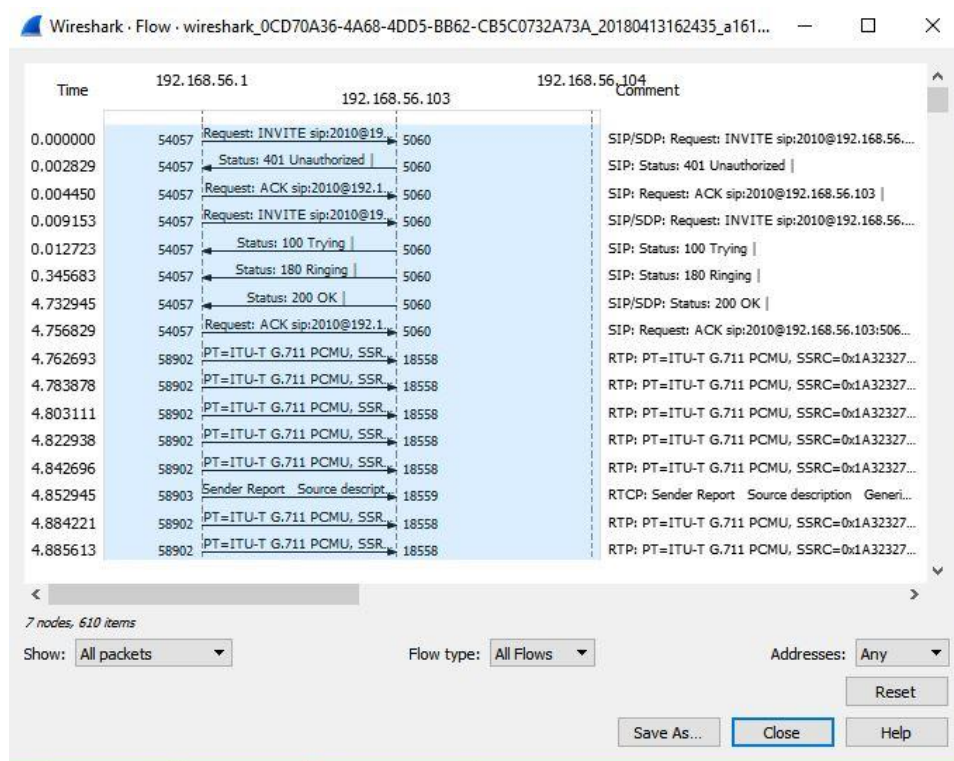 Wireshark · Flow · wireshark_0CD70A36-4A68-4DD5-BB62-CB5C0732A73A_20180413162435_a161...
Time 192.168.56.1 192.168.56.103 192.168.56.104 Comment
0.000000 54057 Request: INVITE sip:2010@19... 5060 SIP/SDP: Request: INVITE sip:2010@192.168.56....
0.002829 54057 Status: 401 Unauthorized | 5060 SIP: Status: 401 Unauthorized |
0.004450 54057 Request: ACK sip:2010@192.1... 5060 SIP: Request: ACK sip:2010@192.168.56.103 |
0.009153 54057 Request: INVITE sip:2010@19... 5060 SIP/SDP: Request: INVITE sip:2010@192.168.56....
0.012723 54057 Status: 100 Trying | 5060 SIP: Status: 100 Trying |
0.345683 54057 Status: 180 Ringing | 5060 SIP: Status: 180 Ringing |
4.732945 54057 Status: 200 OK | 5060 SIP/SDP: Status: 200 OK |
4.756829 54057 Request: ACK sip:2010@192.1... 5060 SIP: Request: ACK sip:2010@192.168.56.103:506...
4.762693 58902 PT=ITU-T G.711 PCMU, SSR... 18558 RTP: PT=ITU-T G.711 PCMU, SSRC=0x1A32327...
4.783878 58902 PT=ITU-T G.711 PCMU, SSR... 18558 RTP: PT=ITU-T G.711 PCMU, SSRC=0x1A32327...
4.803111 58902 PT=ITU-T G.711 PCMU, SSR... 18558 RTP: PT=ITU-T G.711 PCMU, SSRC=0x1A32327...
4.822938 58902 PT=ITU-T G.711 PCMU, SSR... 18558 RTP: PT=ITU-T G.711 PCMU, SSRC=0x1A32327...
4.842696 58902 PT=ITU-T G.711 PCMU, SSR... 18558 RTP: PT=ITU-T G.711 PCMU, SSRC=0x1A32327...
4.852945 58903 Sender Report Source descript... 18559 RTCP: Sender Report Source description Generi...
4.884221 58902 PT=ITU-T G.711 PCMU, SSR... 18558 RTP: PT=ITU-T G.711 PCMU, SSRC=0x1A32327...
4.885613 58902 PT=ITU-T G.711 PCMU, SSR... 18558 RTP: PT=ITU-T G.711 PCMU, SSRC=0x1A32327...
7 nodes, 610 items
Show: All packets Flow type: All Flows Addresses: Any
Reset
Save As... Close Help